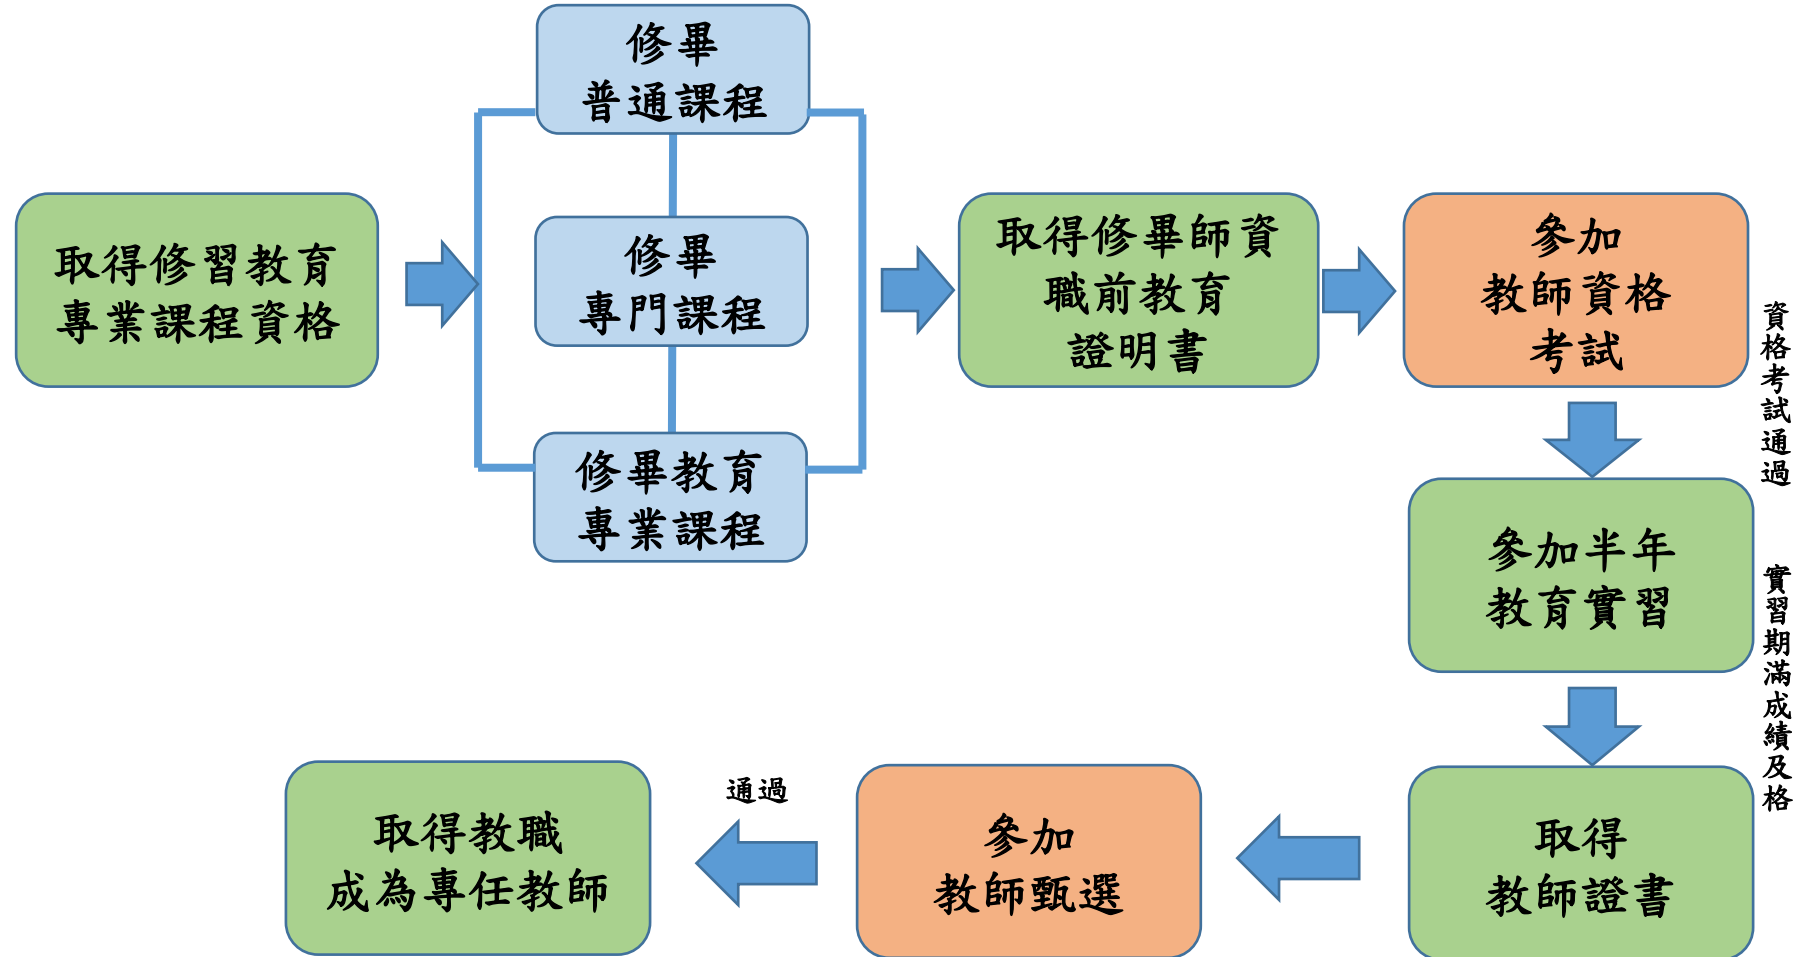 取得修習教育
專業課程資格
修畢
普通課程
修畢
專門課程
修畢教育
專業課程
取得修畢師資
職前教育
證明書
參加
教師資格
考試
資格考試通過
參加半年
教育實習
實習期滿成績及格
取得
教師證書
參加
教師甄選
通過
取得教職
成為專任教師